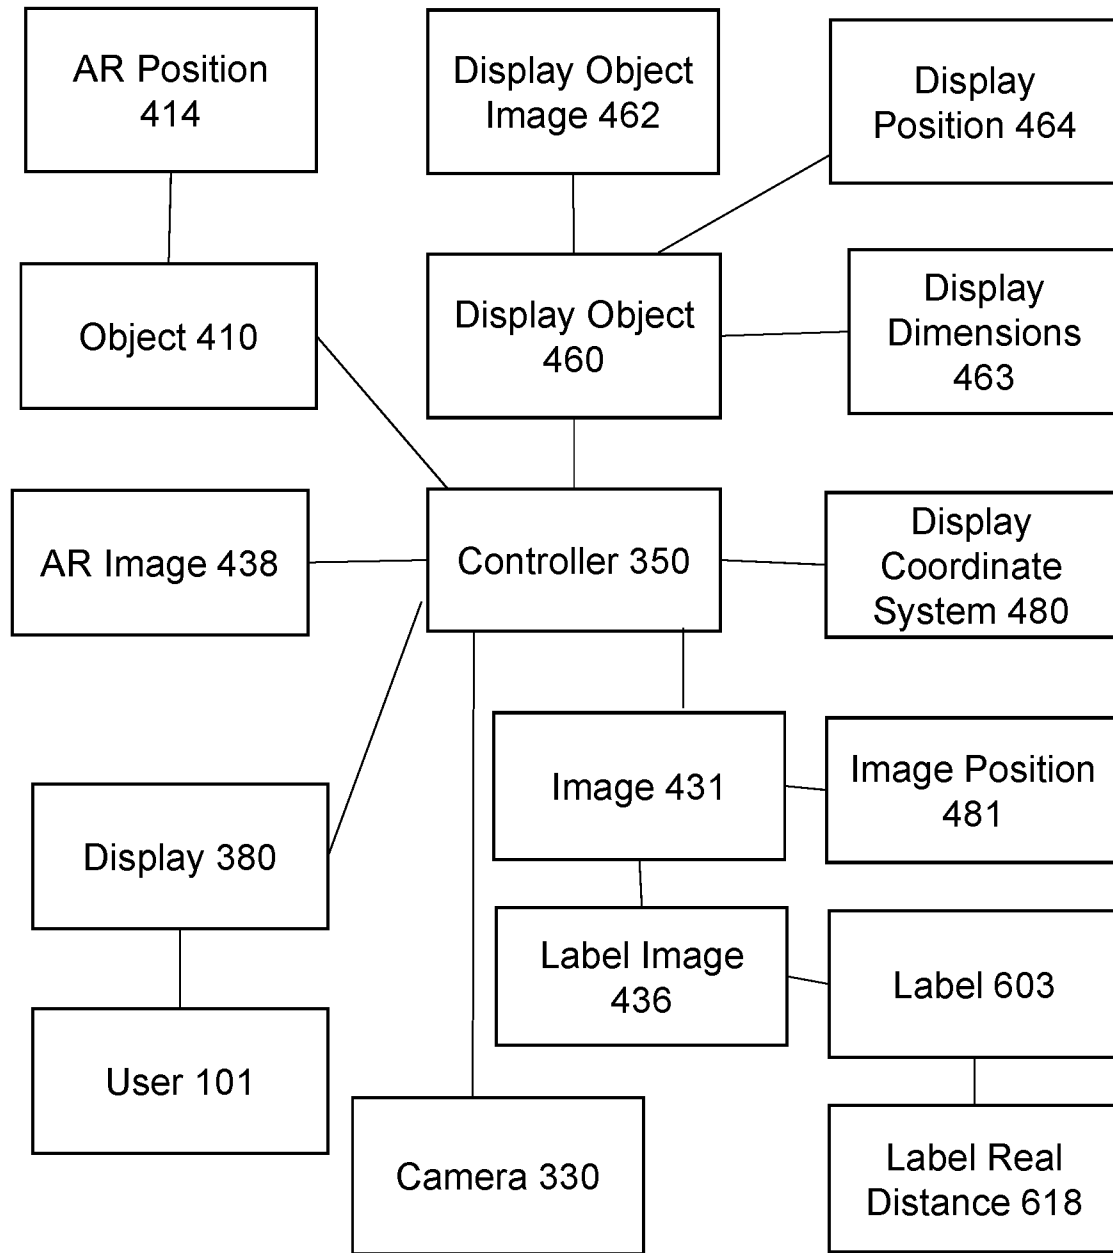 AR Position
414
Display Object
Image 462
Display
Position 464
Object 410
Display Object
460
Display
Dimensions
463
AR Image 438
Controller 350
Display
Coordinate
System 480
Image 431
Image Position
481
Display 380
Label Image
436
Label 603
User 101
Camera 330
Label Real
Distance 618